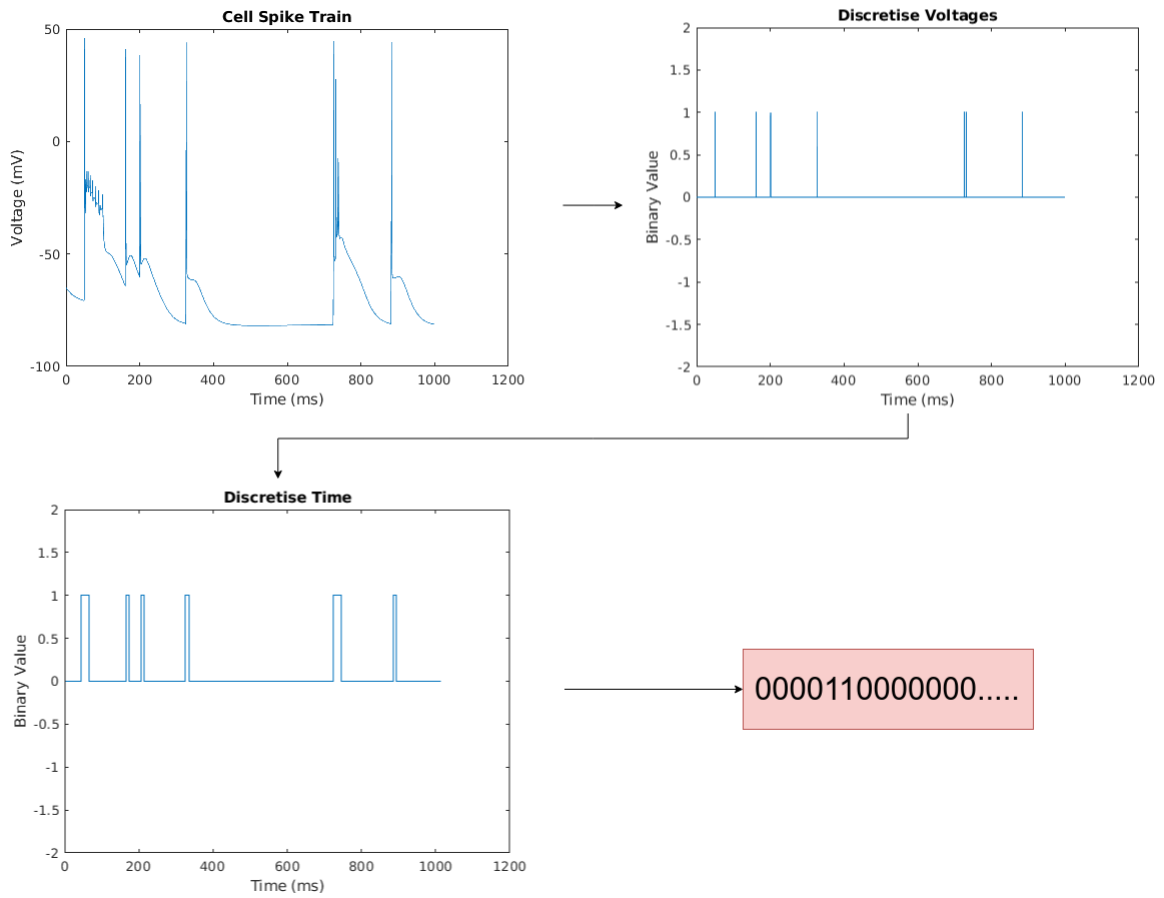 Cell Spike Train
50
0
-50
-100
Voltage (mV)
0 200 400 600 800 1000 1200
Time (ms)
Discretise Voltages
2
1.5
1
0.5
0
-0.5
-1
-1.5
-2
Binary Value
0 200 400 600 800 1000 1200
Time (ms)
Discretise Time
2
1.5
1
0.5
0
-0.5
-1
-1.5
-2
Binary Value
0 200 400 600 800 1000 1200
Time (ms)
0000110000000.....